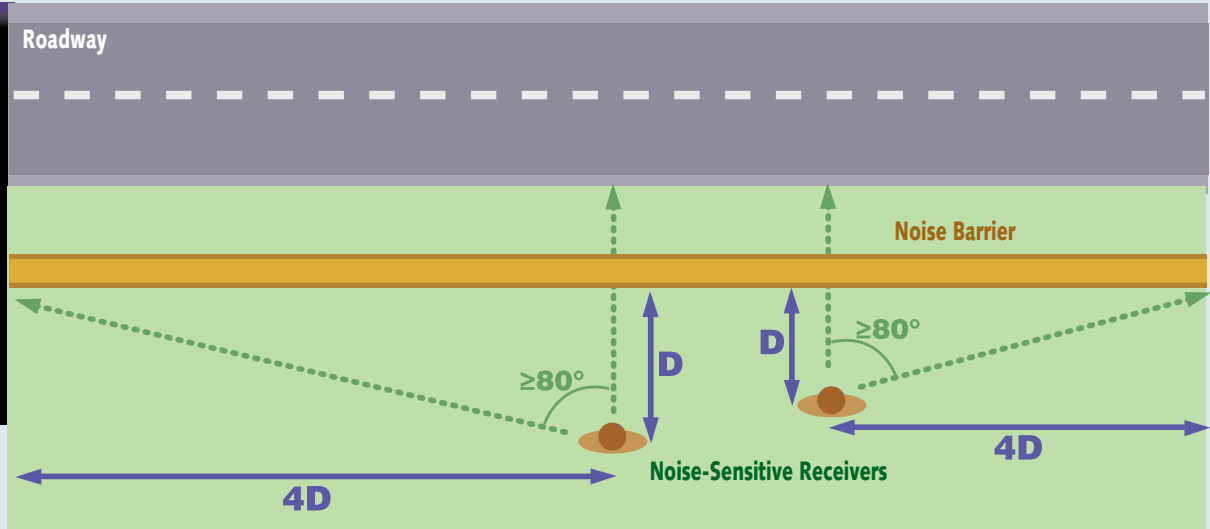 Roadway
Noise Barrier
≥80°
D
D
≥80°
4D
Noise-Sensitive Receivers
4D